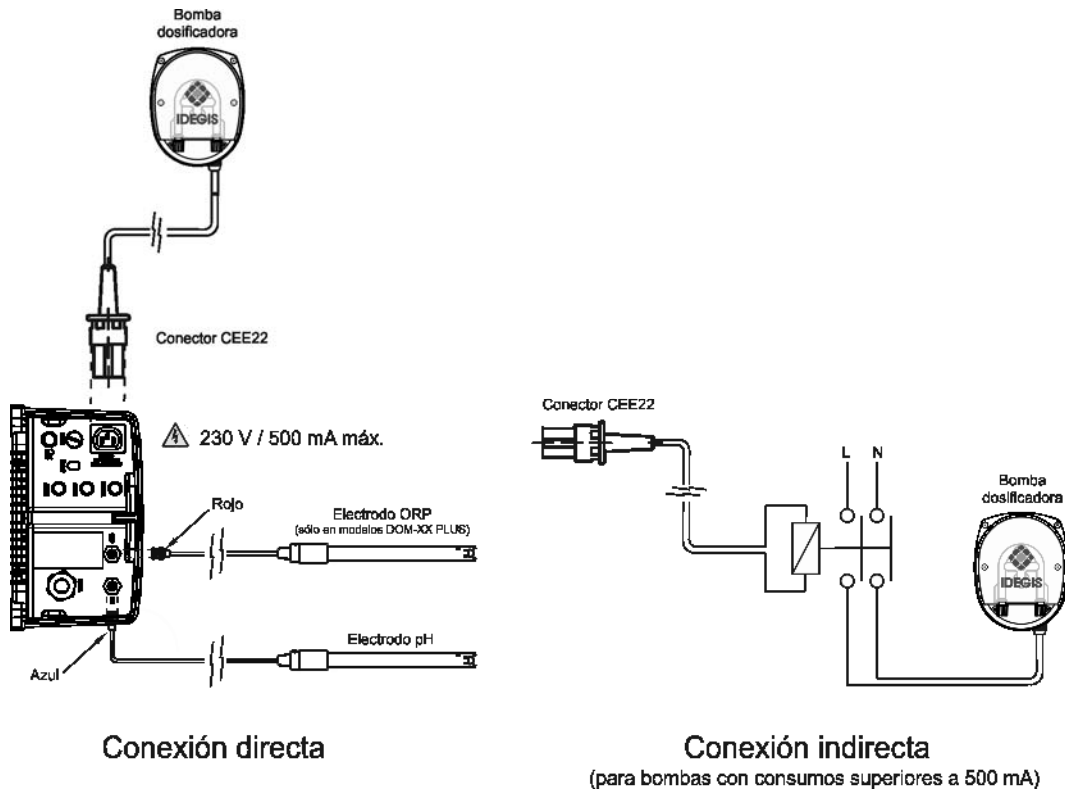 Bomba
dosificadora
IDEGIS
Conector CEE22
230 V / 500 mA máx.
Rojo
Electrodo ORP
(sólo en modelos DOM-XX PLUS)
Electrodo pH
Azul
Conexión directa
Conector CEE22
L N
Bomba
dosificadora
IDEGIS
Conexión indirecta
(para bombas con consumos superiores a 500 mA)